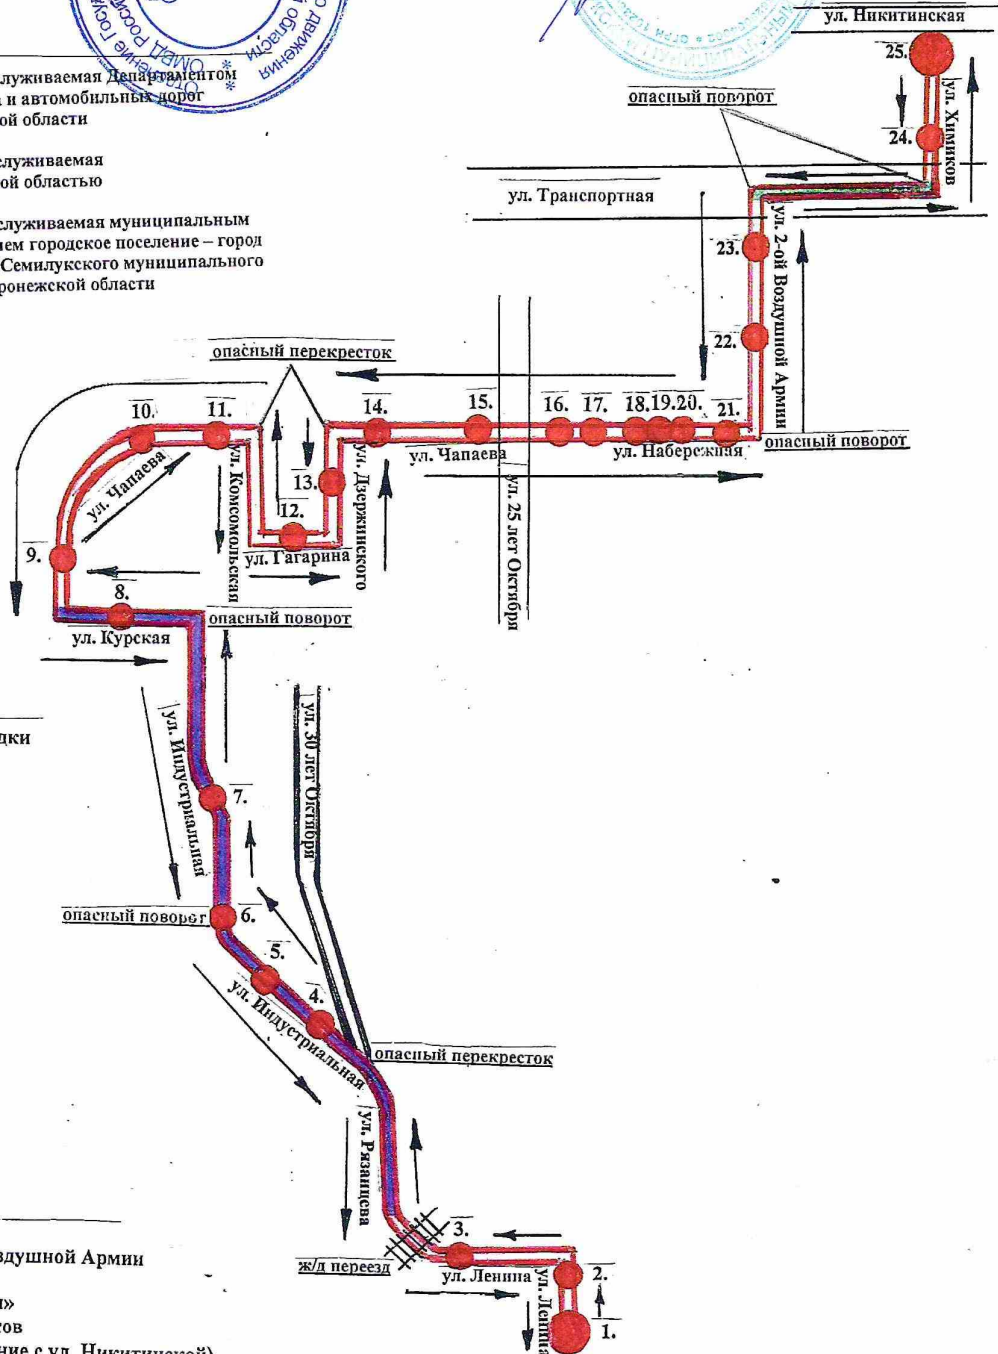 ул. Никитинская
25.
служиваемая Департаментом
и автомобильных дорог
ой области
опасный поворот
ул. Химиков
24.
служиваемая
ой областью
ул. Транспортная
служиваемая муниципальным
ием городское поселение – город
Семилукского муниципального
ронежской области
23.
ул. 2-ой Воздушной Армии
22.
опасный перекресток
10.
11.
14.
15.
16.
17.
18.
19.
20.
21.
опасный поворот
ул. Чапаева
ул. Чапаева
ул. Набережная
13.
12.
ул. Комсомольская
ул. Гагарина
ул. Дзержинского
ул. 25 лет Октября
9.
8.
опасный поворот
ул. Курская
ул. Индустриальная
ул. 30 лет Октября
дки
7.
опасный поворот
6.
5.
4.
ул. Индустриальная
опасный перекресток
ул. Рязанцева
3.
ж/д переезд
ул. Ленина
2.
ул. Ленина
1.
здушной Армии
и»
сов
ние с ул. Никитинской)